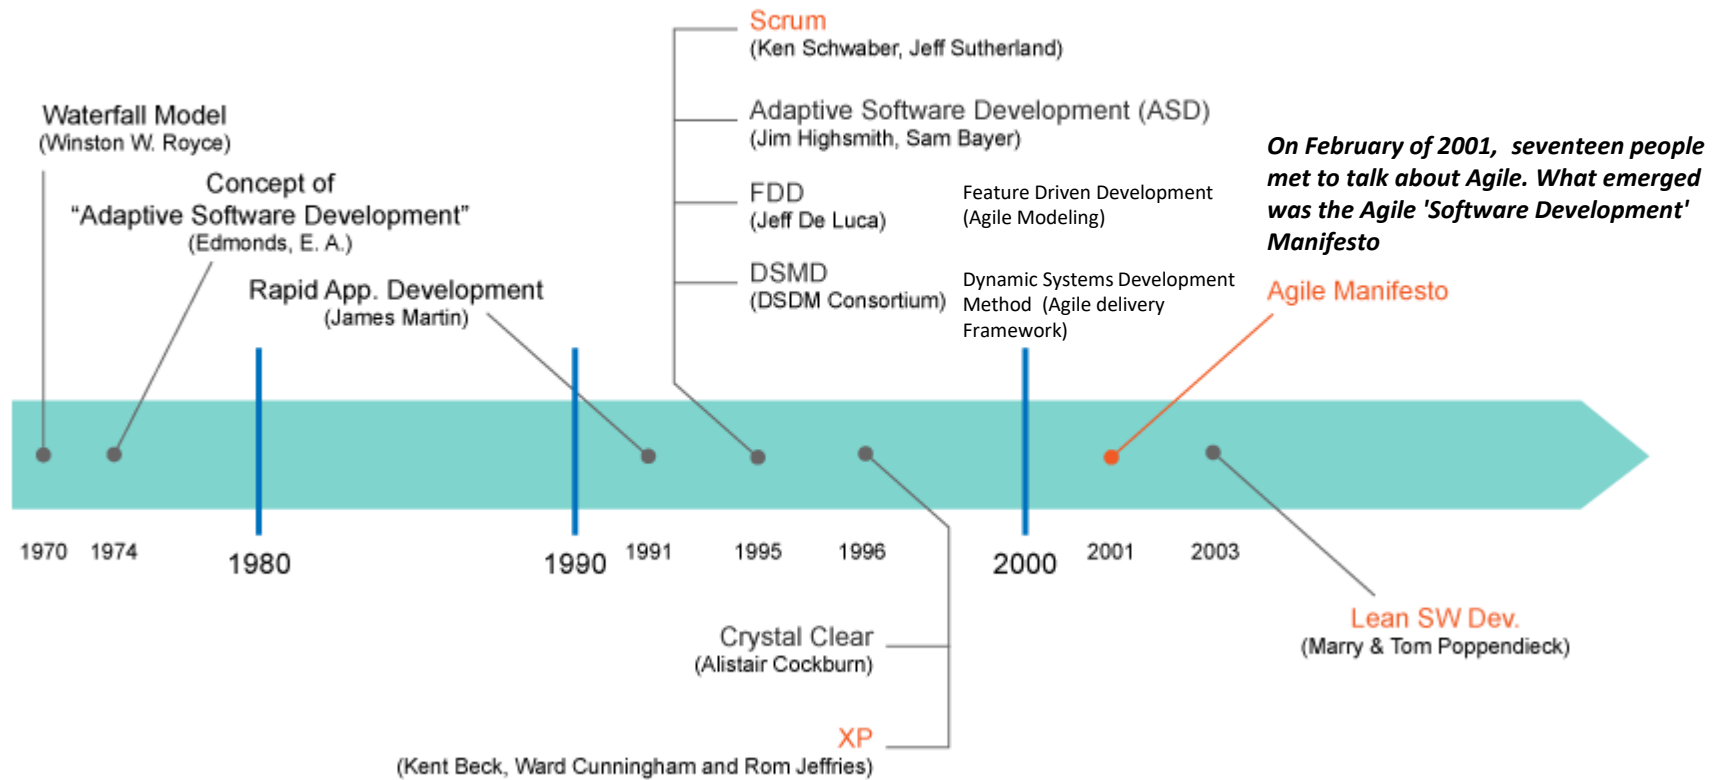 Scrum
(Ken Schwaber, Jeff Sutherland)
Waterfall Model
(Winston W. Royce)
Adaptive Software Development (ASD)
(Jim Highsmith, Sam Bayer)
On February of 2001,  seventeen people
met to talk about Agile. What emerged
was the Agile 'Software Development'
Manifesto
Concept of
“Adaptive Software Development”
(Edmonds, E. A.)
FDD
(Jeff De Luca)
Feature Driven Development
(Agile Modeling)
Rapid App. Development
(James Martin)
DSMD
(DSDM Consortium)
Dynamic Systems Development
Method  (Agile delivery
Framework)
Agile Manifesto
1970
1974
1980
1990
1991
1995
1996
2000
2001
2003
Crystal Clear
(Alistair Cockburn)
Lean SW Dev.
(Marry & Tom Poppendieck)
XP
(Kent Beck, Ward Cunningham and Rom Jeffries)